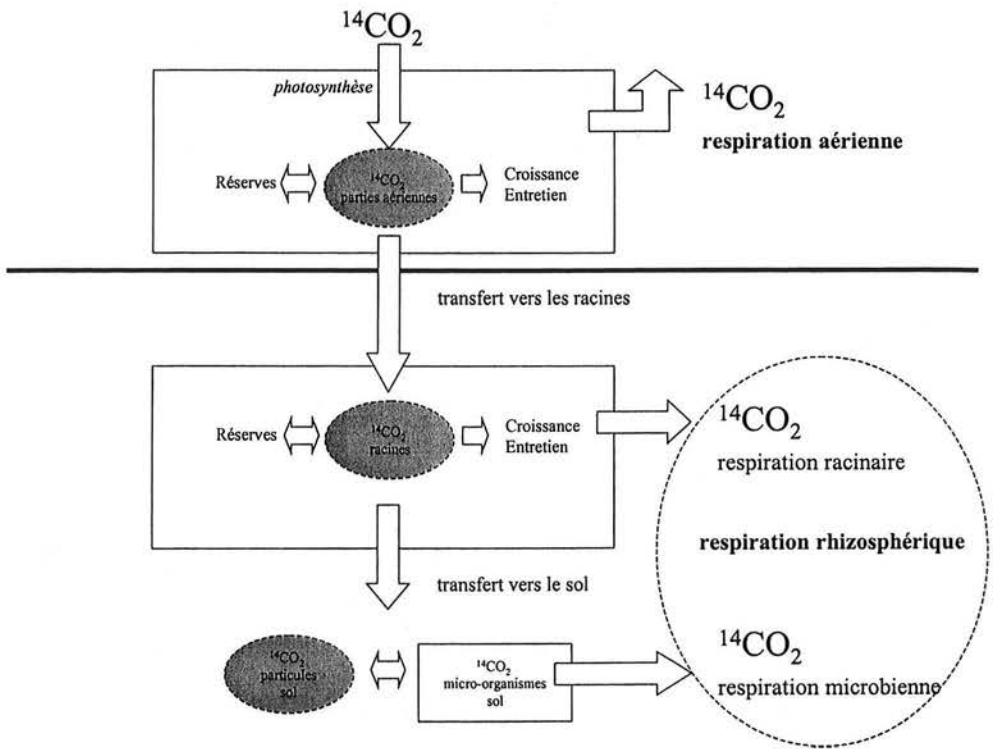 ¹⁴CO₂
photosynthèse
¹⁴CO₂
respiration aérienne
Réserves
¹⁴CO₂
parties aériennes
Croissance
Entretien
transfert vers les racines
Réserves
¹⁴CO₂
racines
Croissance
Entretien
¹⁴CO₂
respiration racinaire
respiration rhizosphérique
transfert vers le sol
¹⁴CO₂
particules
sol
¹⁴CO₂
micro-organismes
sol
¹⁴CO₂
respiration microbienne